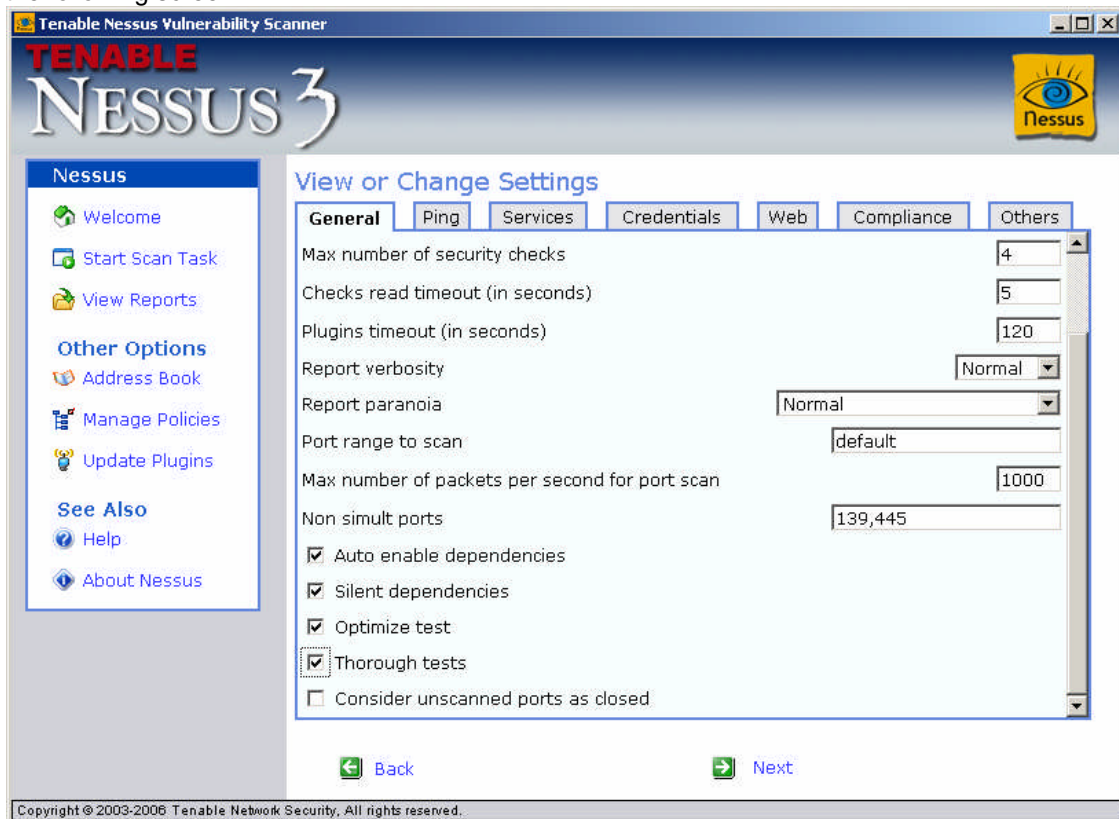 Tenable Nessus Vulnerability Scanner
TENABLE
NESSUS 3
Nessus
Nessus
Welcome
Start Scan Task
View Reports
Other Options
Address Book
Manage Policies
Update Plugins
See Also
Help
About Nessus
View or Change Settings
General Ping Services Credentials Web Compliance Others
Max number of security checks 4
Checks read timeout (in seconds) 5
Plugins timeout (in seconds) 120
Report verbosity Normal
Report paranoia Normal
Port range to scan default
Max number of packets per second for port scan 1000
Non simult ports 139,445
Auto enable dependencies
Silent dependencies
Optimize test
Thorough tests
Consider unscanned ports as closed
Back Next
Copyright © 2003-2006 Tenable Network Security, All rights reserved.